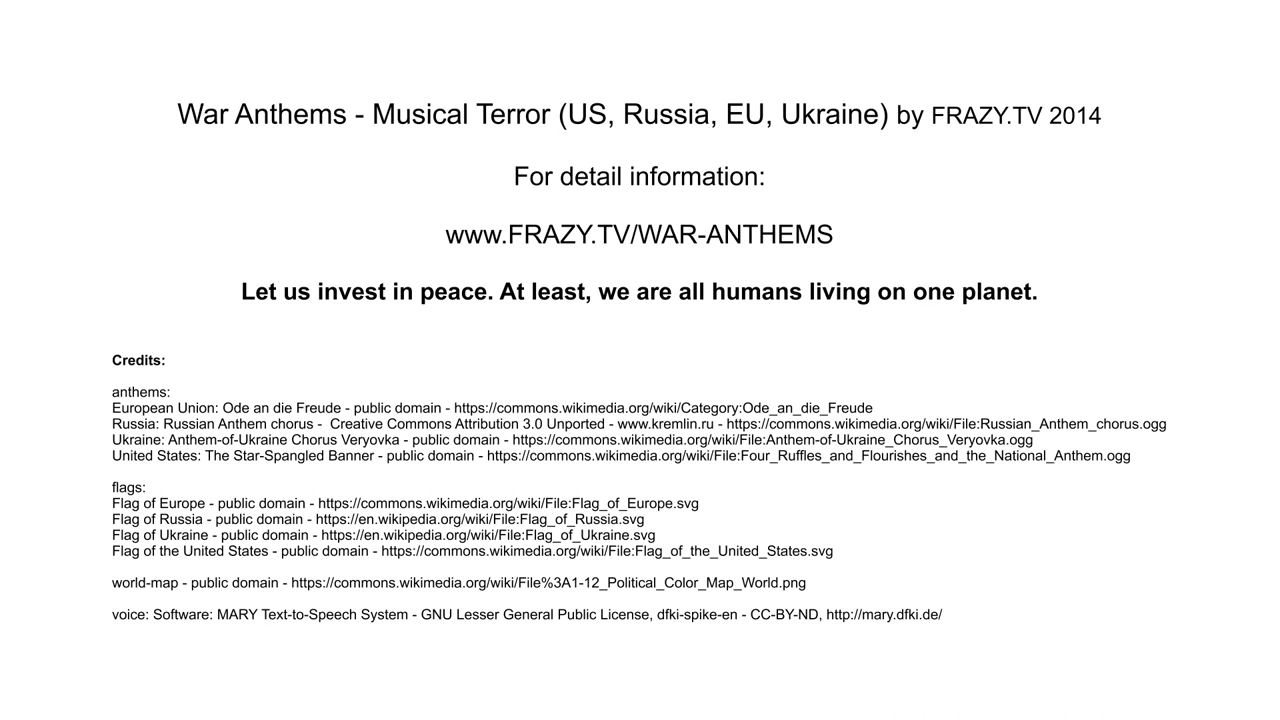 War Anthems - Musical Terror (US, Russia, EU, Ukraine) by FRAZY.TV 2014
For detail information:
www.FRAZY.TV/WAR-ANTHEMS
Let us invest in peace. At least, we are all humans living on one planet.
Credits:
anthems:
European Union: Ode an die Freude - public domain - https://commons.wikimedia.org/wiki/Category:Ode_an_die_Freude
Russia: Russian Anthem chorus -  Creative Commons Attribution 3.0 Unported - www.kremlin.ru - https://commons.wikimedia.org/wiki/File:Russian_Anthem_chorus.ogg
Ukraine: Anthem-of-Ukraine Chorus Veryovka - public domain - https://commons.wikimedia.org/wiki/File:Anthem-of-Ukraine_Chorus_Veryovka.ogg
United States: The Star-Spangled Banner - public domain - https://commons.wikimedia.org/wiki/File:Four_Ruffles_and_Flourishes_and_the_National_Anthem.ogg
flags:
Flag of Europe - public domain - https://commons.wikimedia.org/wiki/File:Flag_of_Europe.svg
Flag of Russia - public domain - https://en.wikipedia.org/wiki/File:Flag_of_Russia.svg
Flag of Ukraine - public domain - https://en.wikipedia.org/wiki/File:Flag_of_Ukraine.svg
Flag of the United States - public domain - https://commons.wikimedia.org/wiki/File:Flag_of_the_United_States.svg
world-map - public domain - https://commons.wikimedia.org/wiki/File%3A1-12_Political_Color_Map_World.png
voice: Software: MARY Text-to-Speech System - GNU Lesser General Public License, dfki-spike-en - CC-BY-ND, http://mary.dfki.de/